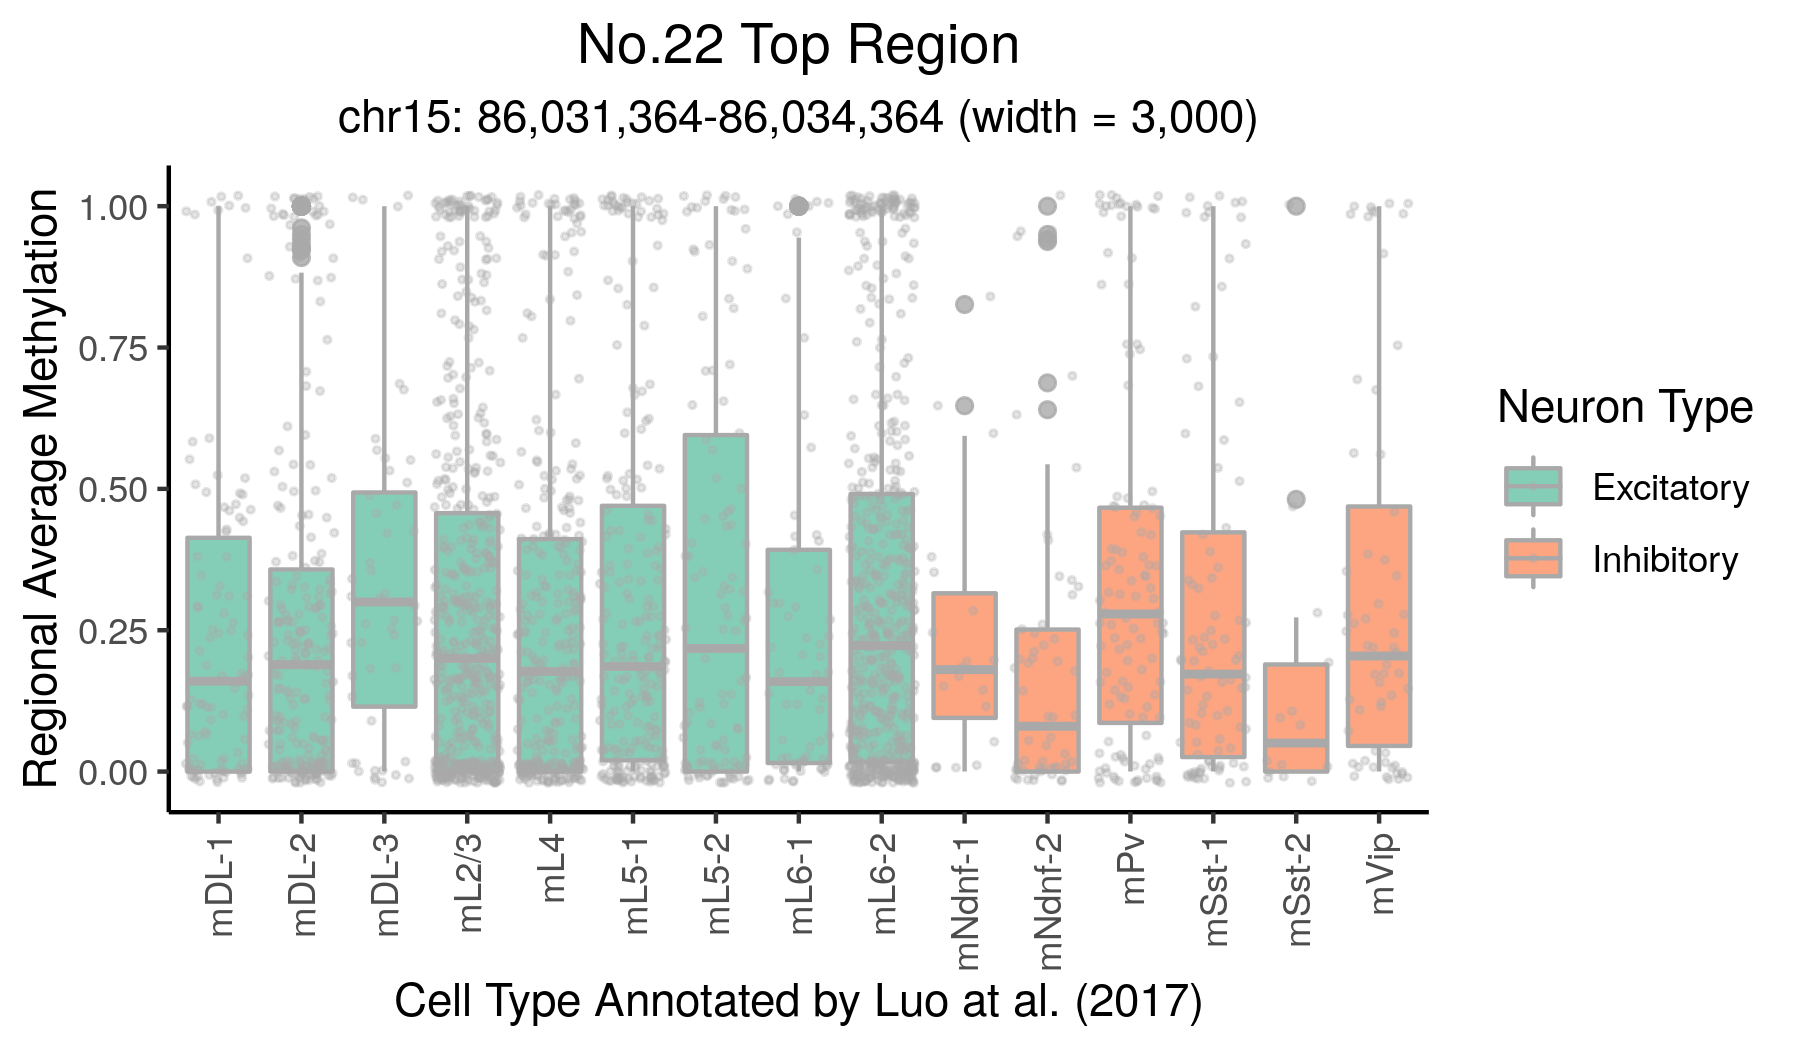 No.22 Top Region
chr15: 86,031,364-86,034,364 (width = 3,000)
Regional Average Methylation
1.00
0.75
0.50
0.25
0.00
mDL-1
mDL-2
mDL-3
mL2/3
mL4
mL5-1
mL5-2
mL6-1
mL6-2
mNdnf-1
mNdnf-2
mPv
mSst-1
mSst-2
mVip
Cell Type Annotated by Luo at al. (2017)
Neuron Type
Excitatory
Inhibitory